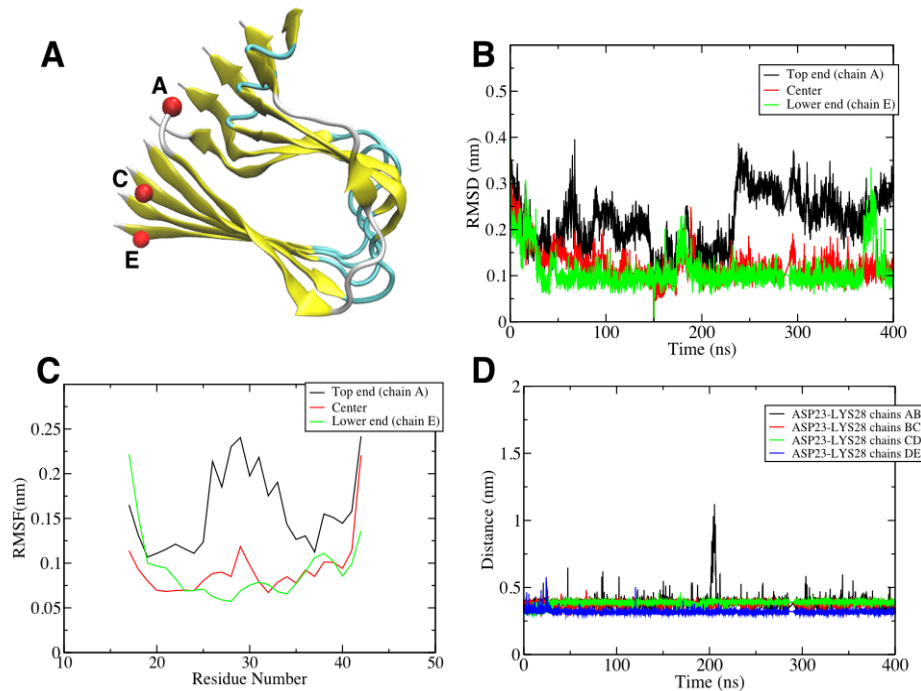 A
A
C
E
B
Top end (chain A)
Center
Lower end (chain E)
RMSD (nm)
0.5
0.4
0.3
0.2
0.1
0
0
100
200
300
400
Time (ns)
C
Top end (chain A)
Center
Lower end (chain E)
RMSF(nm)
0.25
0.2
0.15
0.1
0.05
0
10
20
30
40
50
Residue Number
D
ASP23-LYS28 chains AB
ASP23-LYS28 chains BC
ASP23-LYS28 chains CD
ASP23-LYS28 chains DE
Distance (nm)
2
1.5
1
0.5
0
0
100
200
300
400
Time (ns)